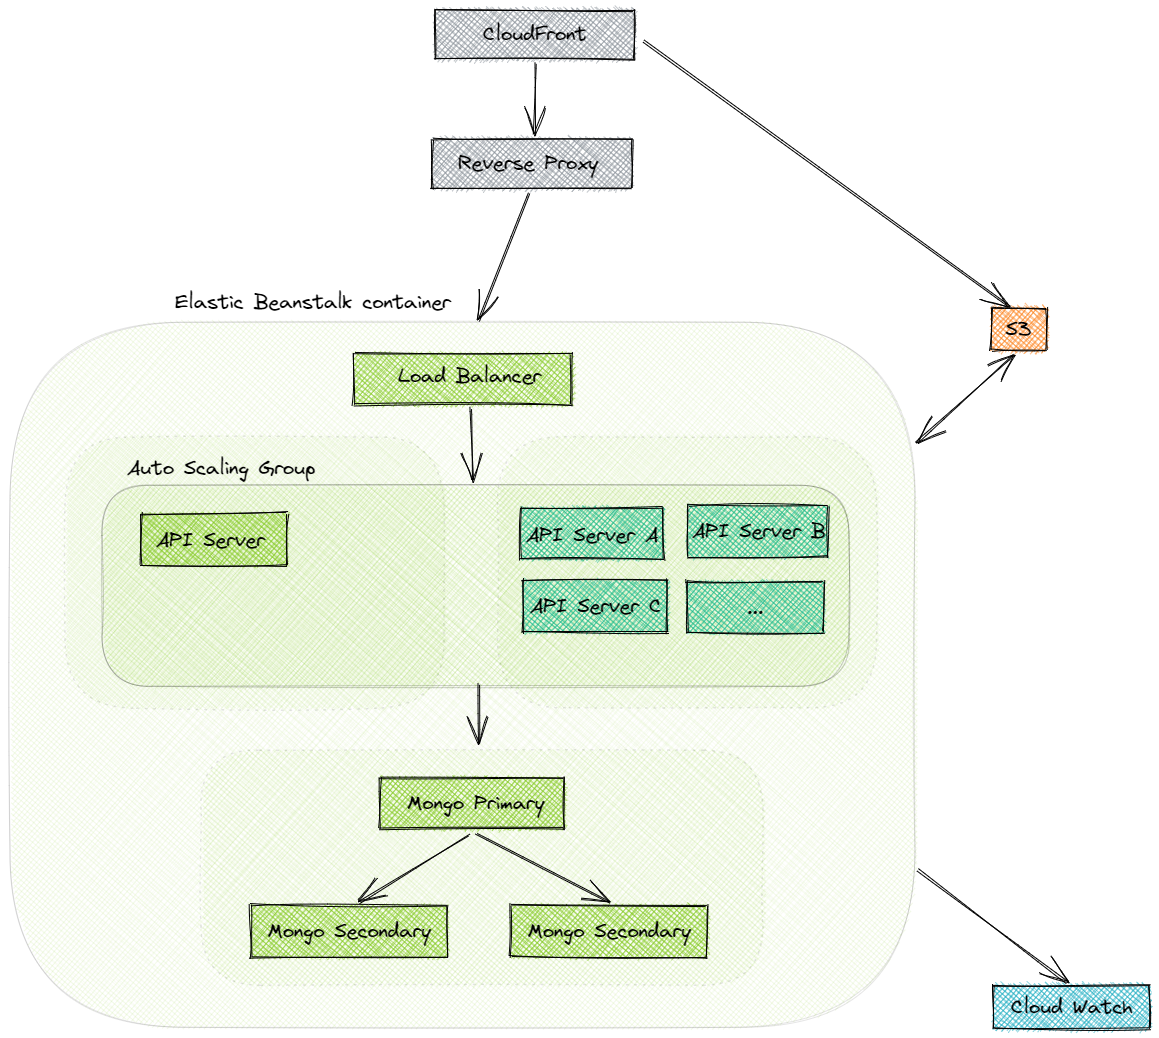 CloudFront
Reverse Proxy
Elastic Beanstalk container
S3
Load Balancer
Auto Scaling Group
API Server
API Server A
API Server B
API Server C
...
Mongo Primary
Mongo Secondary
Mongo Secondary
Cloud Watch